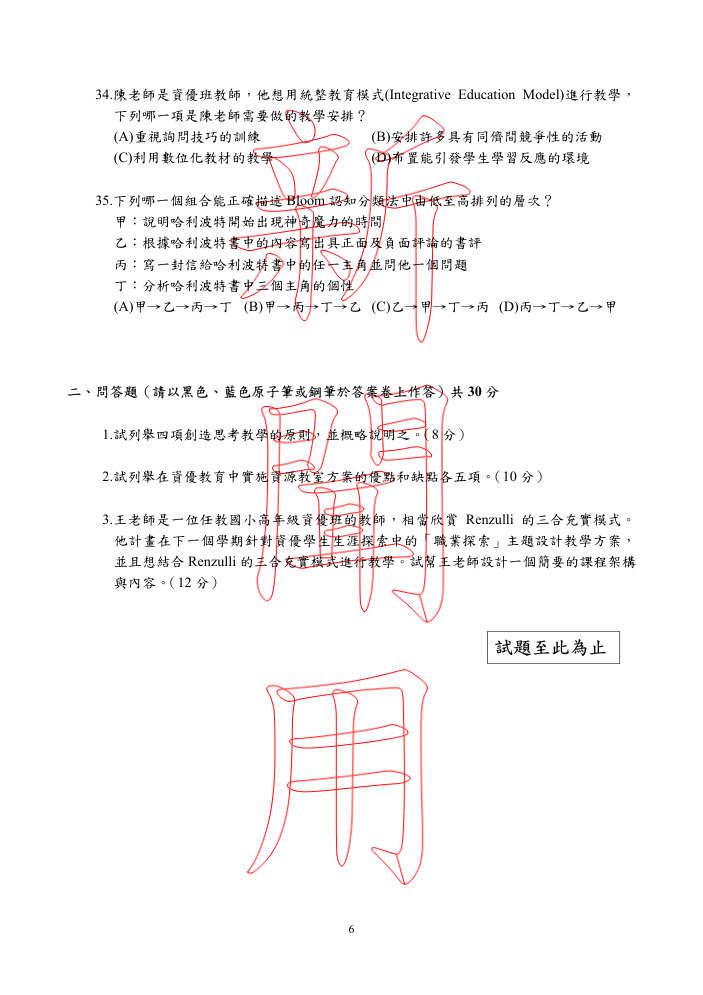 34.陳老師是資優班教師，他想用統整教育模式(Integrative Education Model)進行教學，
下列哪一項是陳老師需要做的教學安排？
(A)重視詢問技巧的訓練 (B)安排許多具有同儕間競爭性的活動
(C)利用數位化教材的教學 (D)布置能引發學生學習反應的環境
35.下列哪一個組合能正確描述 Bloom 認知分類法中由低至高排列的層次？
甲：說明哈利波特開始出現神奇魔力的時間
乙：根據哈利波特書中的內容寫出具正面及負面評論的書評
丙：寫一封信給哈利波特書中的任一主角並問他一個問題
丁：分析哈利波特書中三個主角的個性
(A)甲→乙→丙→丁 (B)甲→丙→丁→乙 (C)乙→甲→丁→丙 (D)丙→丁→乙→甲
二、問答題（請以黑色、藍色原子筆或鋼筆於答案卷上作答）共 30 分
1.試列舉四項創造思考教學的原則，並概略說明之。（8 分）
2.試列舉在資優教育中實施資源教室方案的優點和缺點各五項。（10 分）
3.王老師是一位任教國小高年級資優班的教師，相當欣賞 Renzulli 的三合充實模式。
他計畫在下一個學期針對資優學生生涯探索中的「職業探索」主題設計教學方案，
並且想結合 Renzulli 的三合充實模式進行教學。試幫王老師設計一個簡要的課程架構
與內容。（12 分）
試題至此為止
新
聞
用
6